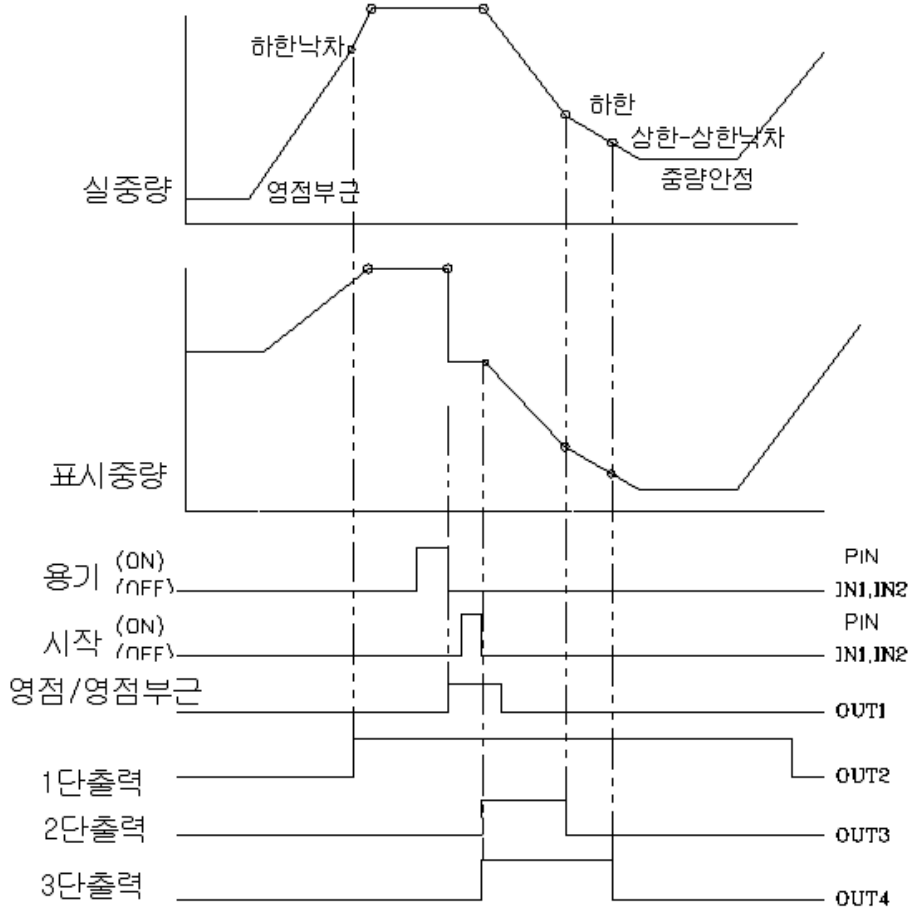 하한낙차
하한
상한-상한낙차
실중량
영점부근
중량안정
표시중량
용기 (ON)
(OFF)
PIN
IN1,IN2
시작 (ON)
(OFF)
PIN
IN1,IN2
영점/영점부근
OUT1
1단출력
OUT2
2단출력
OUT3
3단출력
OUT4